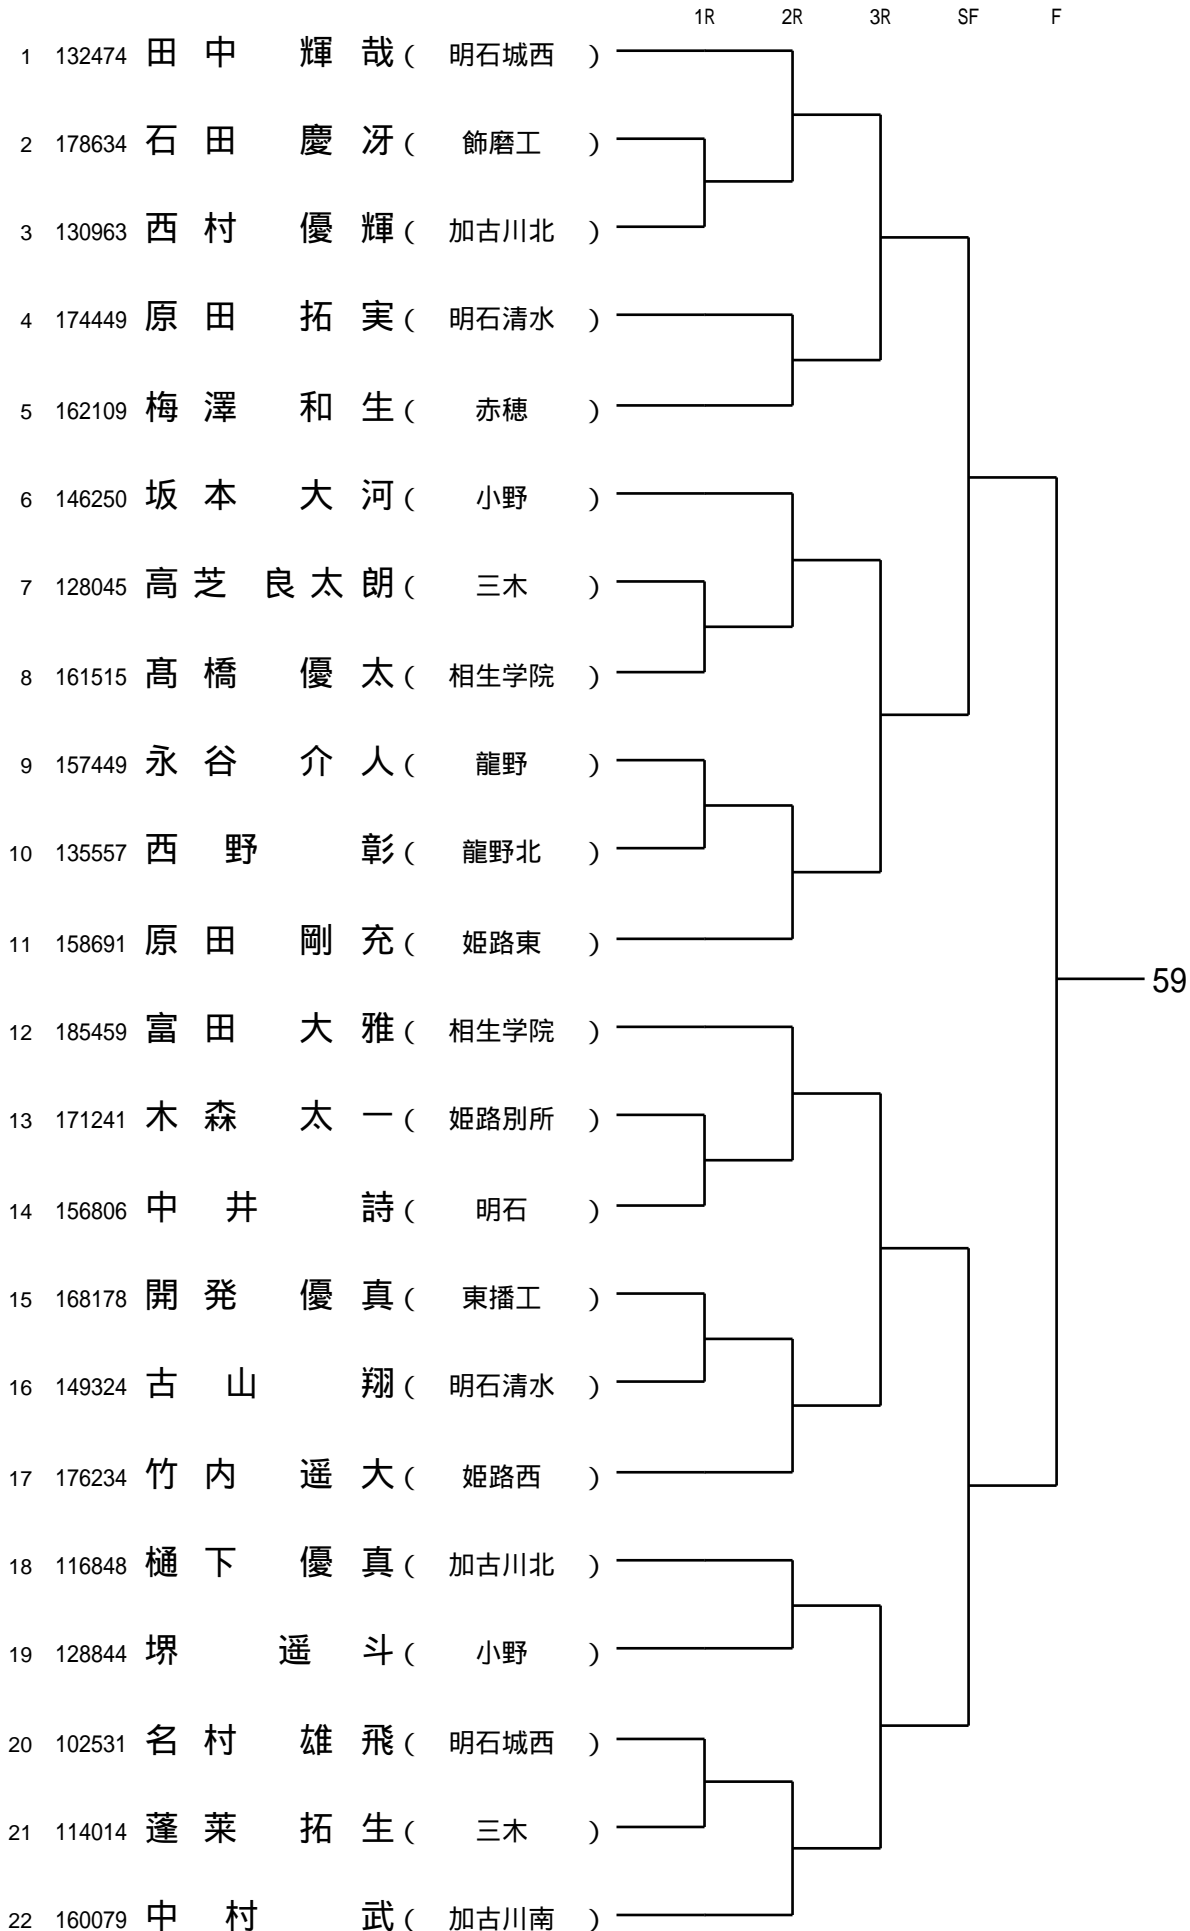 1R 2R 3R SF F
1 132474 田中 輝哉 ( 明石城西 )
2 178634 石田 慶冴 ( 飾磨工 )
3 130963 西村 優輝 ( 加古川北 )
4 174449 原田 拓実 ( 明石清水 )
5 162109 梅澤 和生 ( 赤穂 )
6 146250 坂本 大河 ( 小野 )
7 128045 高芝 良太朗 ( 三木 )
8 161515 髙橋 優太 ( 相生学院 )
9 157449 永谷 介人 ( 龍野 )
10 135557 西野 彰 ( 龍野北 )
11 158691 原田 剛充 ( 姫路東 )
59
12 185459 富田 大雅 ( 相生学院 )
13 171241 木森 太一 ( 姫路別所 )
14 156806 中井 詩 ( 明石 )
15 168178 開発 優真 ( 東播工 )
16 149324 古山 翔 ( 明石清水 )
17 176234 竹内 遥大 ( 姫路西 )
18 116848 樋下 優真 ( 加古川北 )
19 128844 堺 遥斗 ( 小野 )
20 102531 名村 雄飛 ( 明石城西 )
21 114014 蓬莱 拓生 ( 三木 )
22 160079 中村 武 ( 加古川南 )